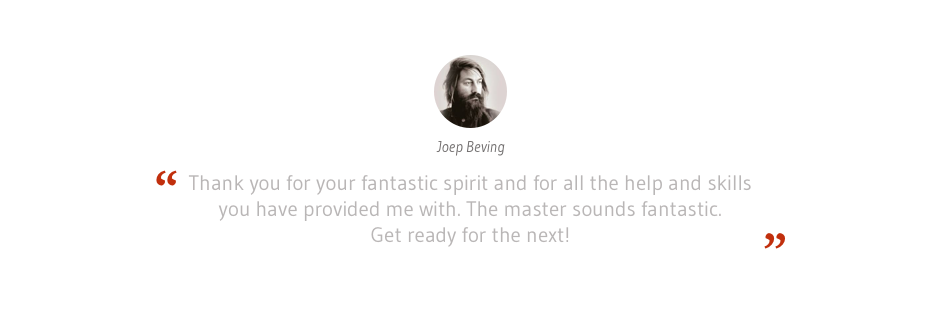 Joep Beving
“ Thank you for your fantastic spirit and for all the help and skills
you have provided me with. The master sounds fantastic.
Get ready for the next! ”